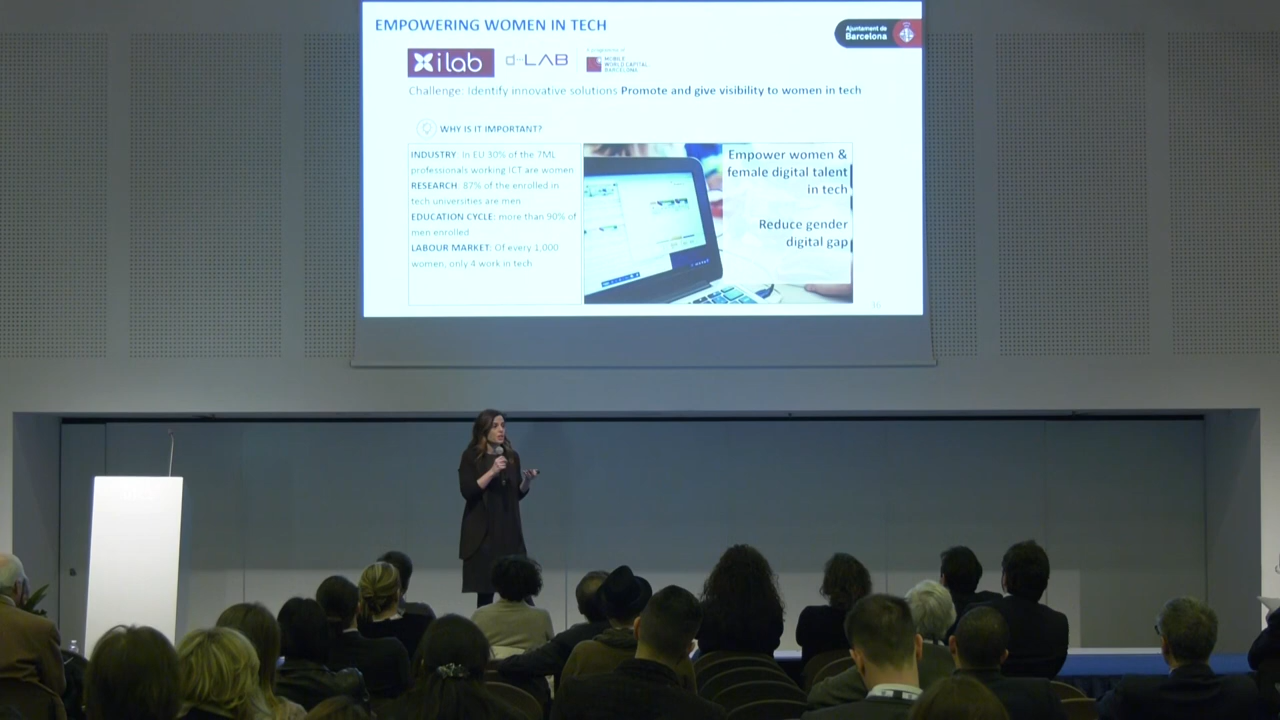 EMPOWERING WOMEN IN TECH
Ajuntament de
Barcelona
ilab
d-LAB
A programme of
MOBILE
WORLD CAPITAL
BARCELONA
Challenge: Identify innovative solutions Promote and give visibility to women in tech
WHY IS IT IMPORTANT?
INDUSTRY: In EU 30% of the 7ML
professionals working ICT are women
RESEARCH: 87% of the enrolled in
tech universities are men
EDUCATION CYCLE: more than 90% of
men enrolled
LABOUR MARKET: Of every 1,000
women, only 4 work in tech
Empower women &
female digital talent
in tech
Reduce gender
digital gap